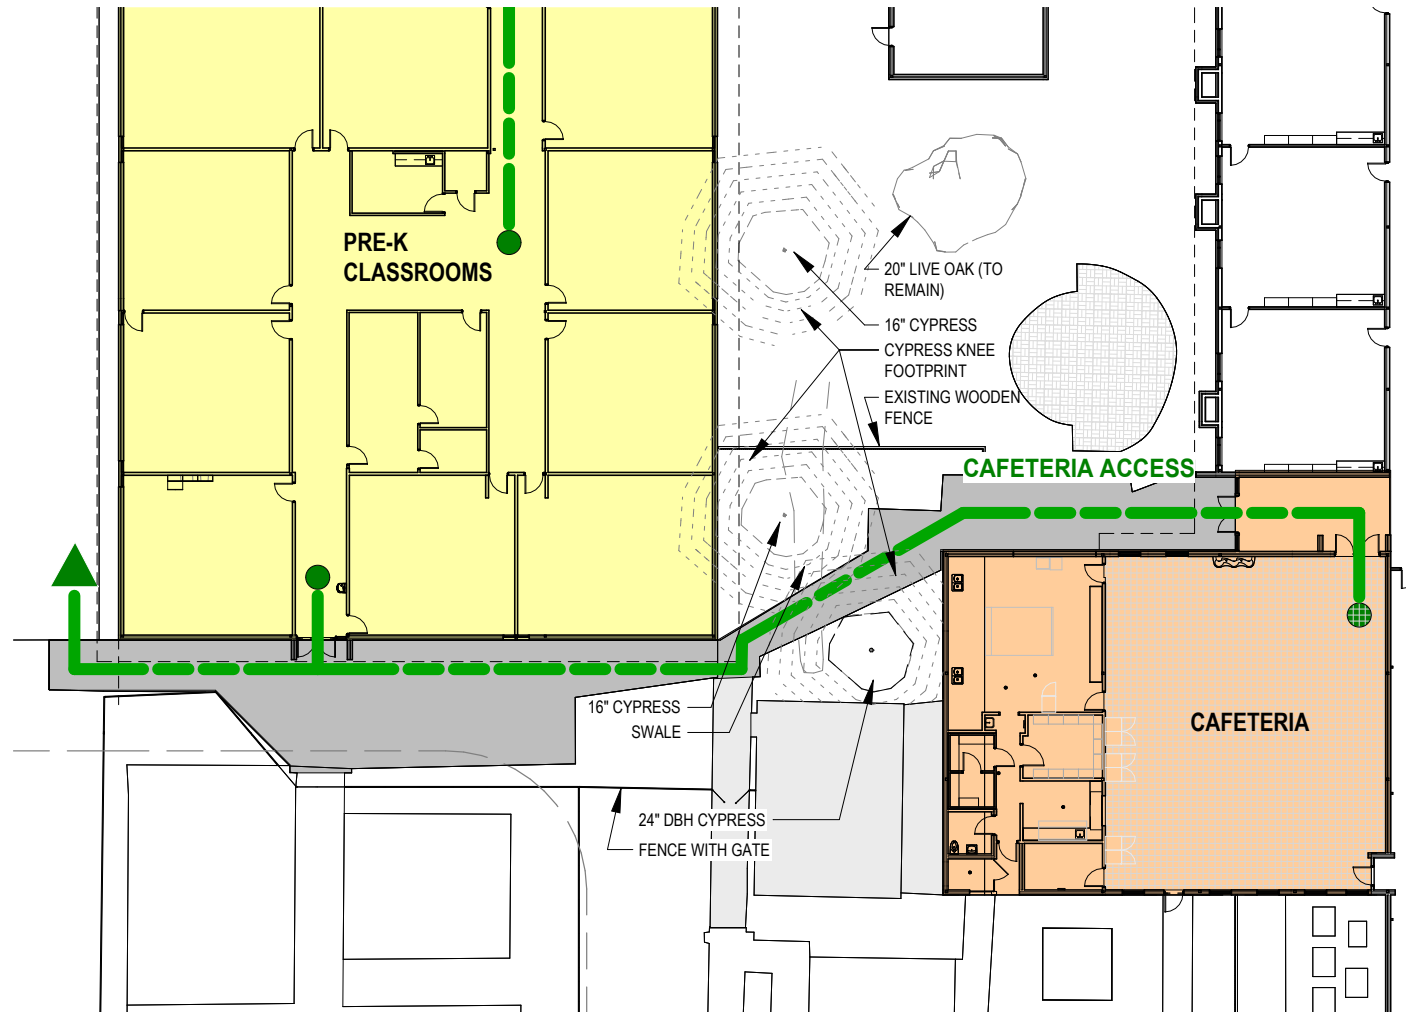 PRE-K
CLASSROOMS
20" LIVE OAK (TO
REMAIN)
16" CYPRESS
CYPRESS KNEE
FOOTPRINT
EXISTING WOODEN
FENCE
CAFETERIA ACCESS
16" CYPRESS
SWALE
CAFETERIA
24" DBH CYPRESS
FENCE WITH GATE